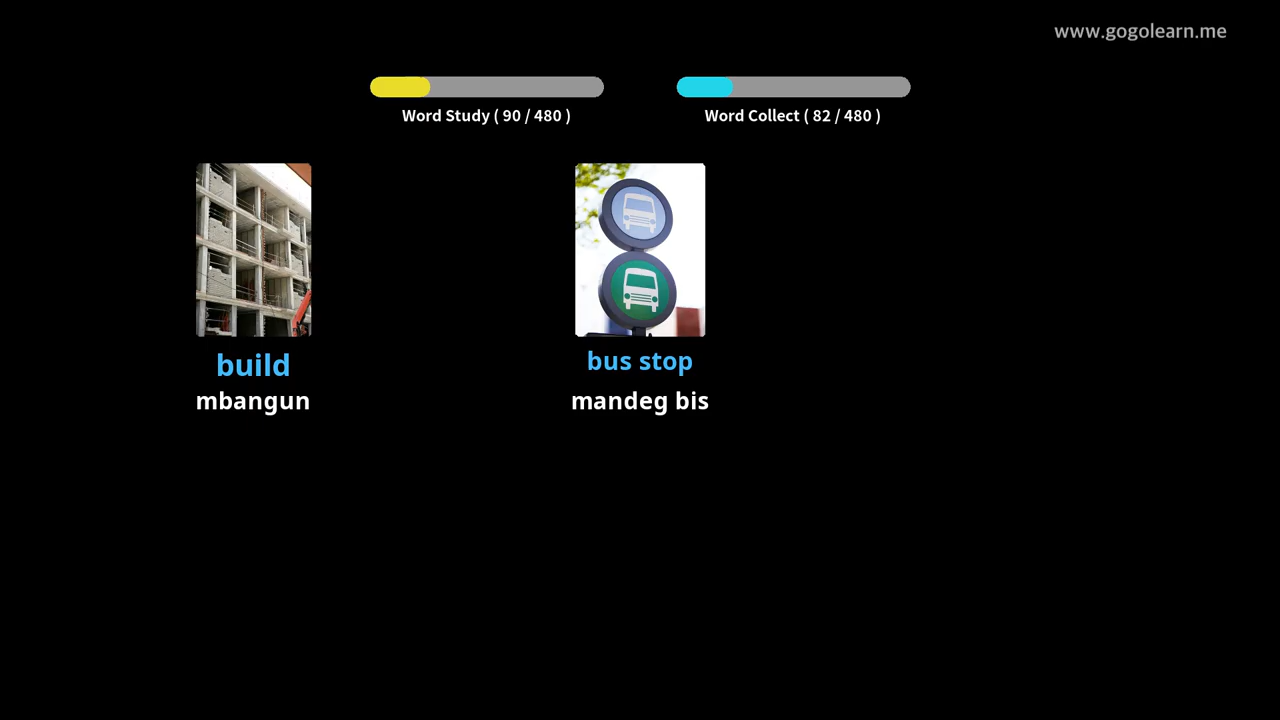 www.gogolearn.me
Word Study ( 90 / 480 )
Word Collect ( 82 / 480 )
build
mbangun
bus stop
mandeg bis